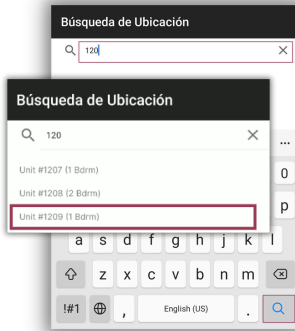 Búsqueda de Ubicación
120
Búsqueda de Ubicación
120
Unit #1207 (1 Bdrm)
Unit #1208 (2 Bdrm)
Unit #1209 (1 Bdrm)
...
0
p
a s d f g h j k l
z x c v b n m
!#1 , English (US) .